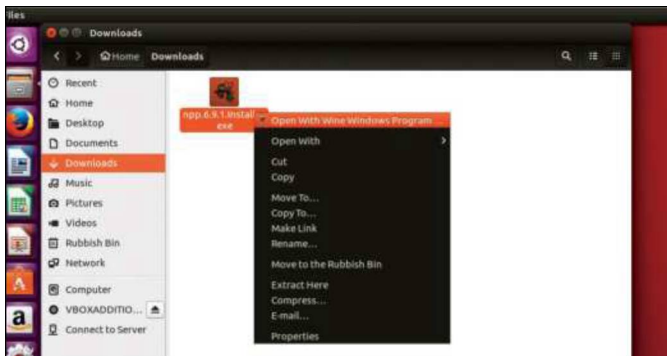 Files
Downloads
Home Downloads
Recent
Home
Desktop
Documents
Downloads
Music
Pictures
Videos
Rubbish Bin
Network
Computer
VBOXADDITIO...
Connect to Server
npp.6.9.1.Install
exe
Open With Wine Windows Program ...
Open With
Cut
Copy
Move To...
Copy To...
Make Link
Rename...
Move to the Rubbish Bin
Extract Here
Compress...
E-mail...
Properties